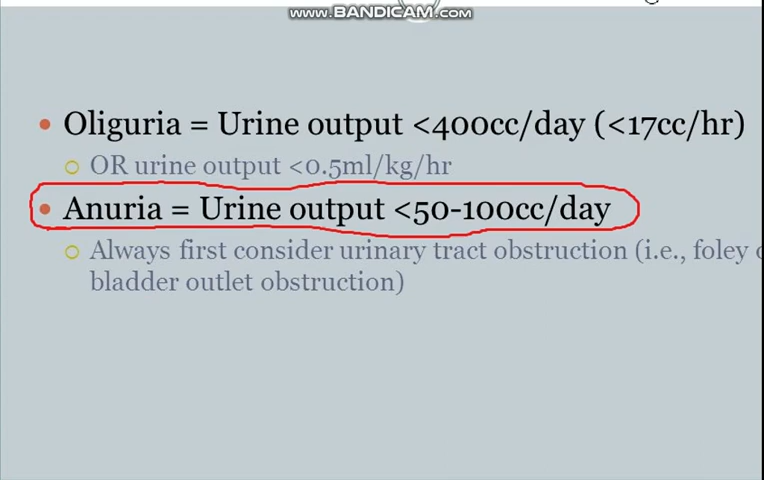 www.BANDICAM.com
Oliguria = Urine output <400cc/day (<17cc/hr)
OR urine output <0.5ml/kg/hr
Anuria = Urine output <50-100cc/day
Always first consider urinary tract obstruction (i.e., foley
bladder outlet obstruction)